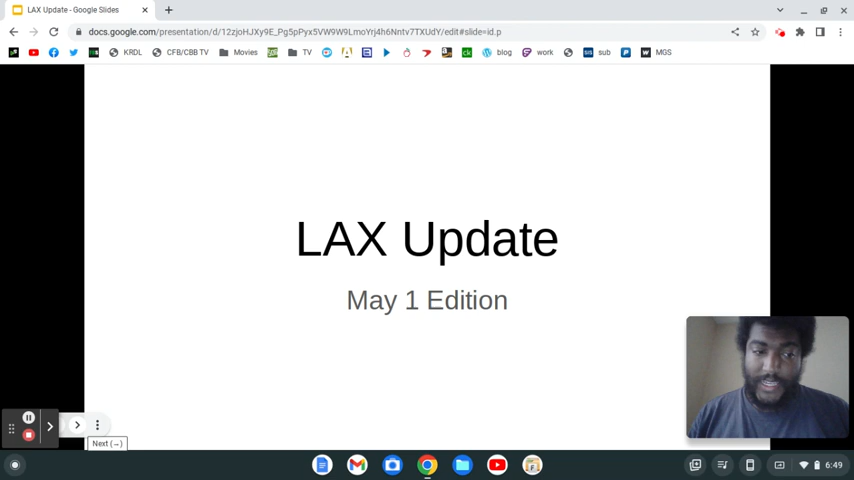 LAX Update - Google Slides
docs.google.com/presentation/d/12zjoHJXy9E_Pg5pPyx5VW9W9LmoYrj4h6Nntv7TXUdY/edit#slide=id.p
KRDL
CFB/CBB TV
Movies
TV
blog
work
sub
MGS
LAX Update
May 1 Edition
Next (→)
6:49